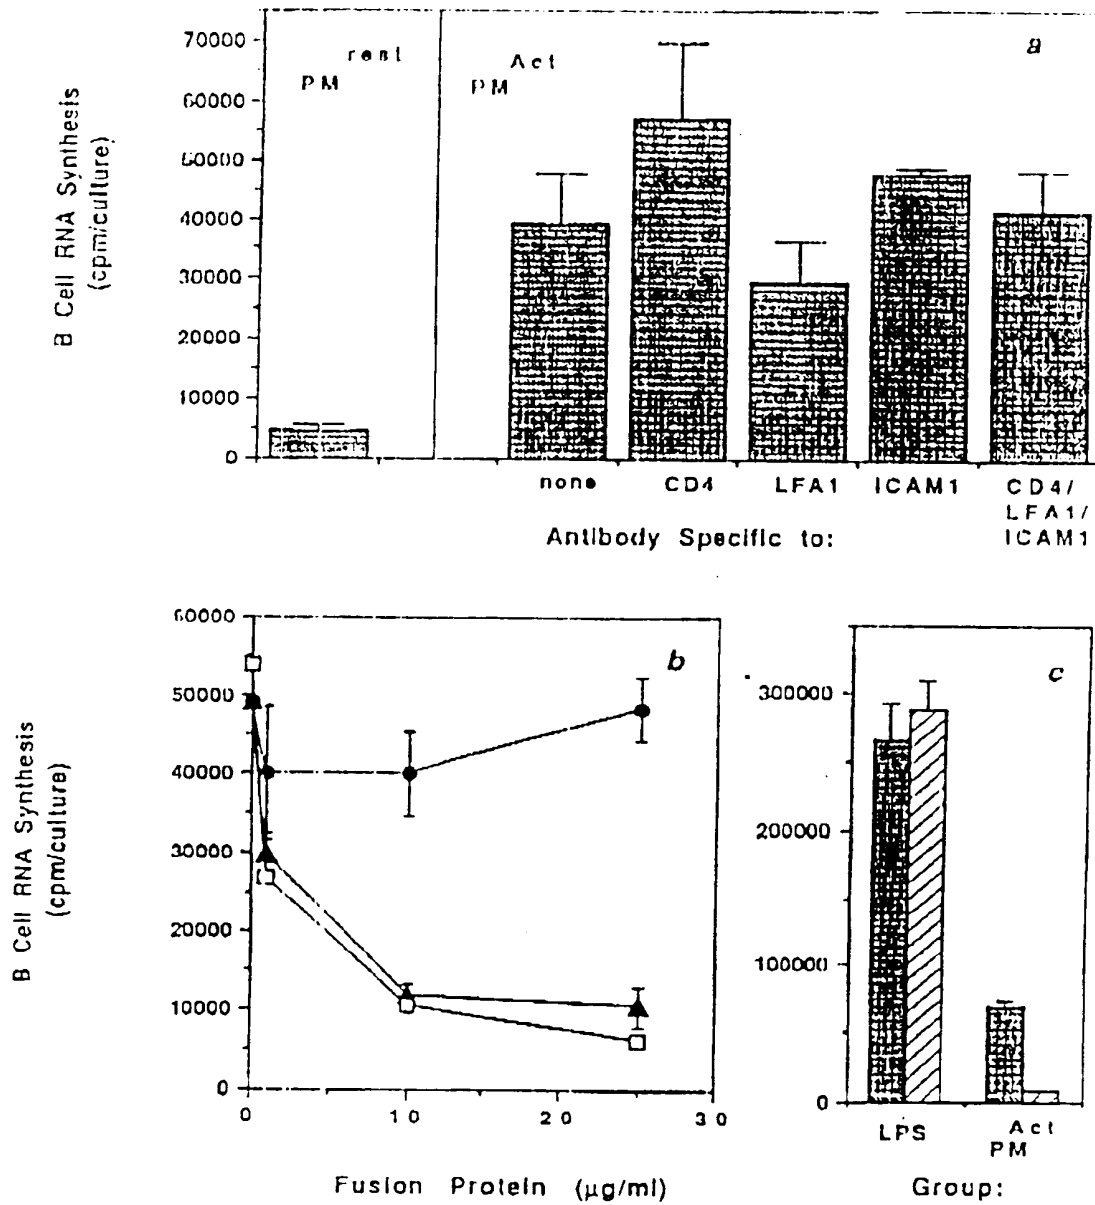 B Cell RNA Synthesis
(cpm/culture)
70000
60000
50000
40000
30000
20000
10000
0
PM rest
PM Act
a
none
CD4
LFA1
ICAM1
CD4/
LFA1/
ICAM1
Antibody Specific to:
B Cell RNA Synthesis
(cpm/culture)
60000
50000
40000
30000
20000
10000
0
b
0
10
20
30
Fusion Protein (µg/ml)
c
300000
200000
100000
0
LPS
PM Act
Group: